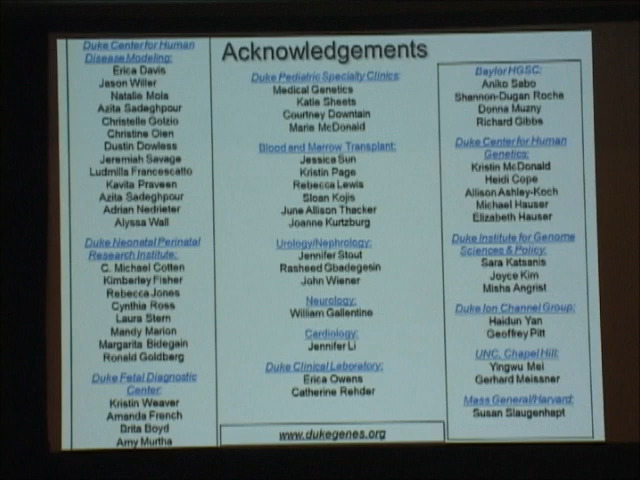 Acknowledgements
Duke Center for Human
Disease Modeling:
Erica Davis
Jason Willer
Natalie Mola
Azita Sadeghpour
Christelle Golzio
Christine Oien
Dustin Dowless
Jeremiah Savage
Ludmilla Francescatto
Kavita Praveen
Azita Sadeghpour
Adrian Nedrieter
Alyssa Wall
Duke Neonatal Perinatal
Research Institute:
C. Michael Cotten
Kimberley Fisher
Rebecca Jones
Cynthia Ross
Laura Stern
Mandy Marion
Margarita Bidegain
Ronald Goldberg
Duke Fetal Diagnostic
Center:
Kristin Weaver
Amanda French
Brita Boyd
Amy Murtha
Duke Pediatric Specialty Clinics:
Medical Genetics
Katie Sheets
Courtney Downtain
Marie McDonald
Blood and Marrow Transplant:
Jessica Sun
Kristin Page
Rebecca Lewis
Sloan Kojis
June Allison Thacker
Joanne Kurtzburg
Urology/Nephrology:
Jennifer Stout
Rasheed Gbadegesin
John Wiener
Neurology:
William Gallentine
Cardiology:
Jennifer Li
Duke Clinical Laboratory:
Erica Owens
Catherine Rehder
www.dukegenes.org
Baylor HGSC:
Aniko Sabo
Shannon-Dugan Rocha
Donna Muzny
Richard Gibbs
Duke Center for Human
Genetics:
Kristin McDonald
Heidi Cope
Allison Ashley-Koch
Michael Hauser
Elizabeth Hauser
Duke Institute for Genome
Sciences & Policy:
Sara Katsanis
Joyce Kim
Misha Angrist
Duke Ion Channel Group:
Haidun Yan
Geoffrey Pitt
UNC, Chapel Hill:
Yingwu Mei
Gerhard Meissner
Mass General/Harvard:
Susan Slaugenhapt